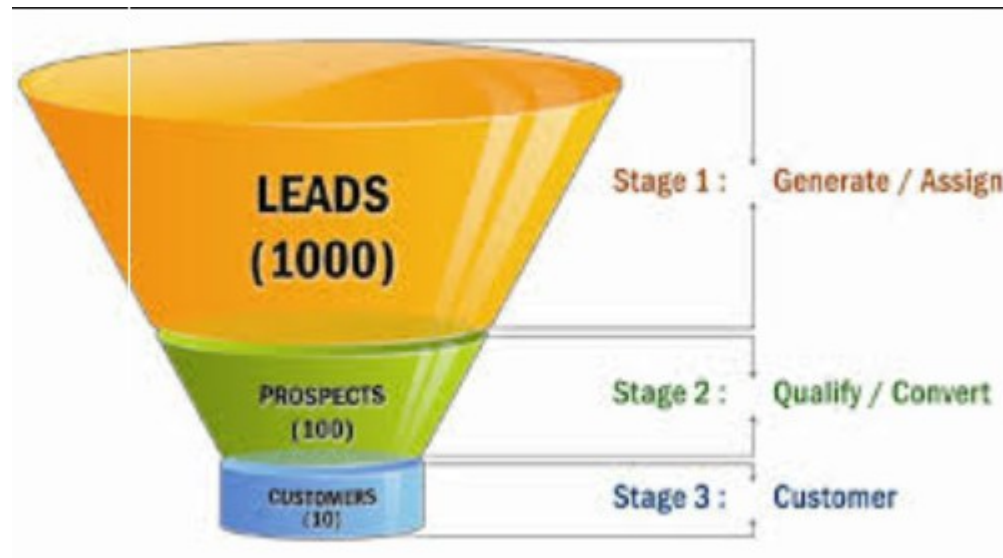 LEADS
(1000)
Stage 1 : Generate / Assign
PROSPECTS
(100)
Stage 2 : Qualify / Convert
CUSTOMERS
(10)
Stage 3 : Customer